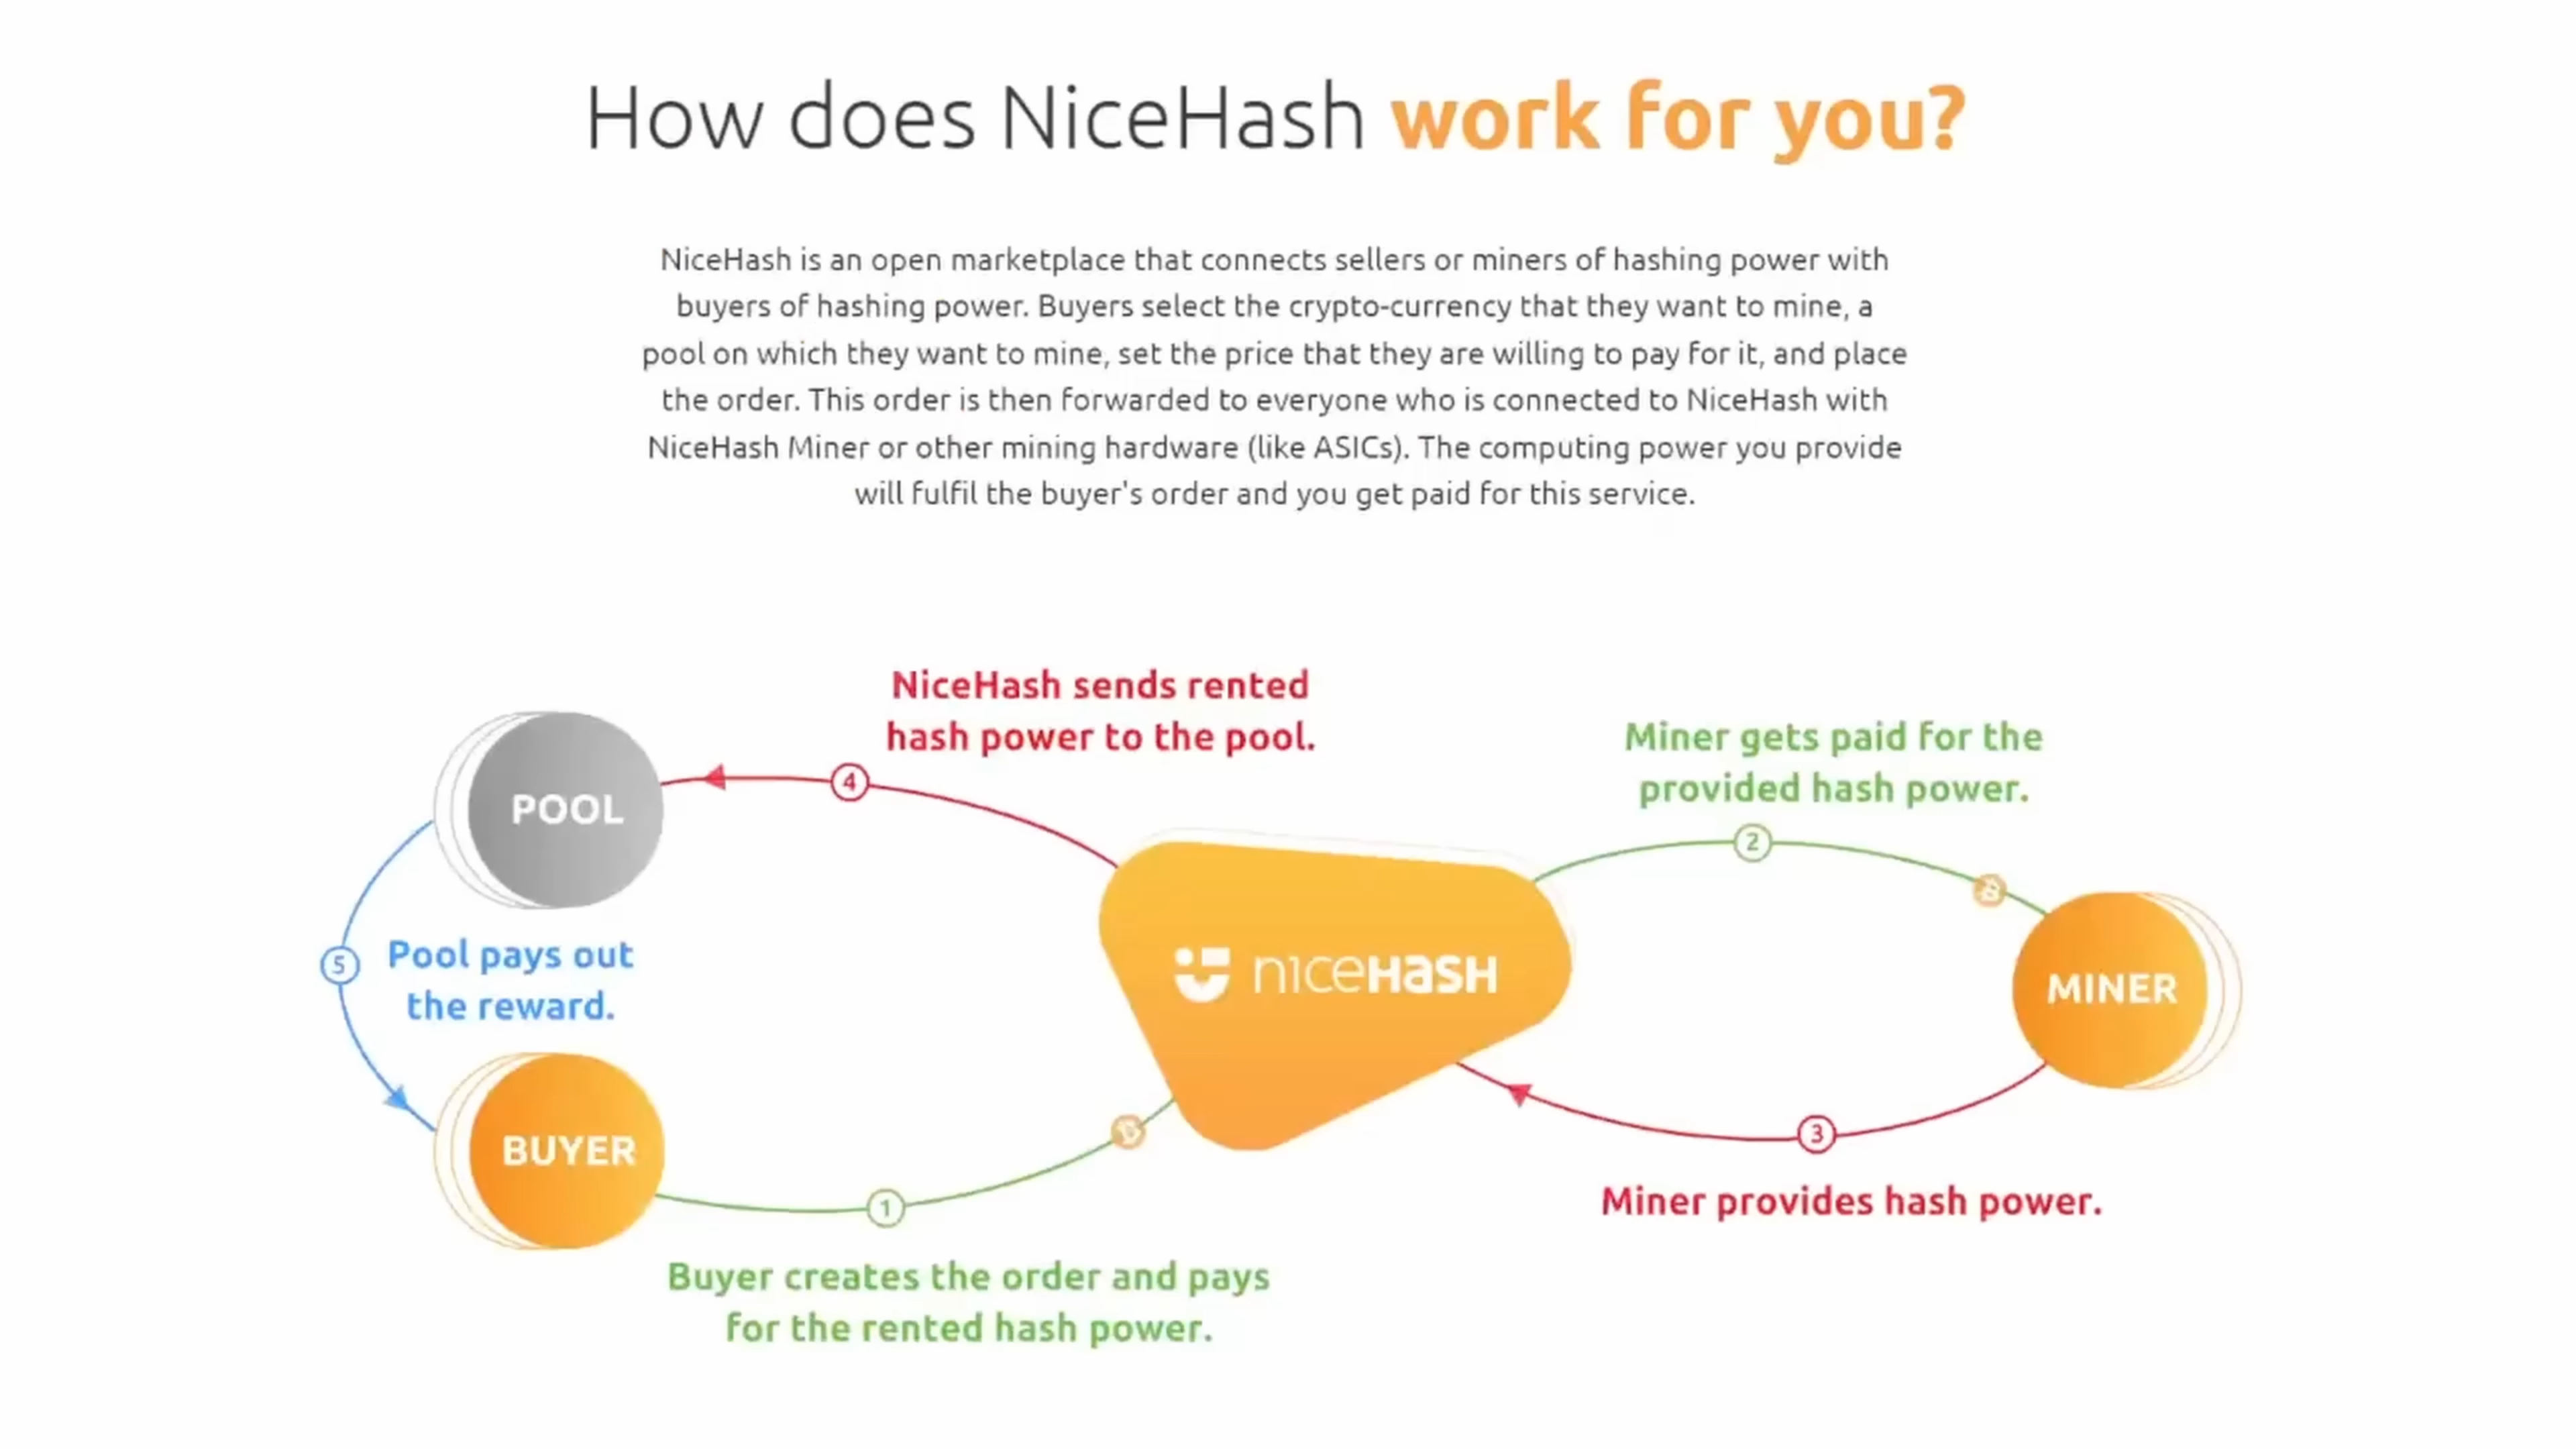 How does NiceHash work for you?
NiceHash is an open marketplace that connects sellers or miners of hashing power with
buyers of hashing power. Buyers select the crypto-currency that they want to mine, a
pool on which they want to mine, set the price that they are willing to pay for it, and place
the order. This order is then forwarded to everyone who is connected to NiceHash with
NiceHash Miner or other mining hardware (like ASICs). The computing power you provide
will fulfil the buyer's order and you get paid for this service.
NiceHash sends rented
hash power to the pool.
4
POOL
Miner gets paid for the
provided hash power.
2
5
Pool pays out
the reward.
niceHasH
MINER
BUYER
1
Buyer creates the order and pays
for the rented hash power.
3
Miner provides hash power.